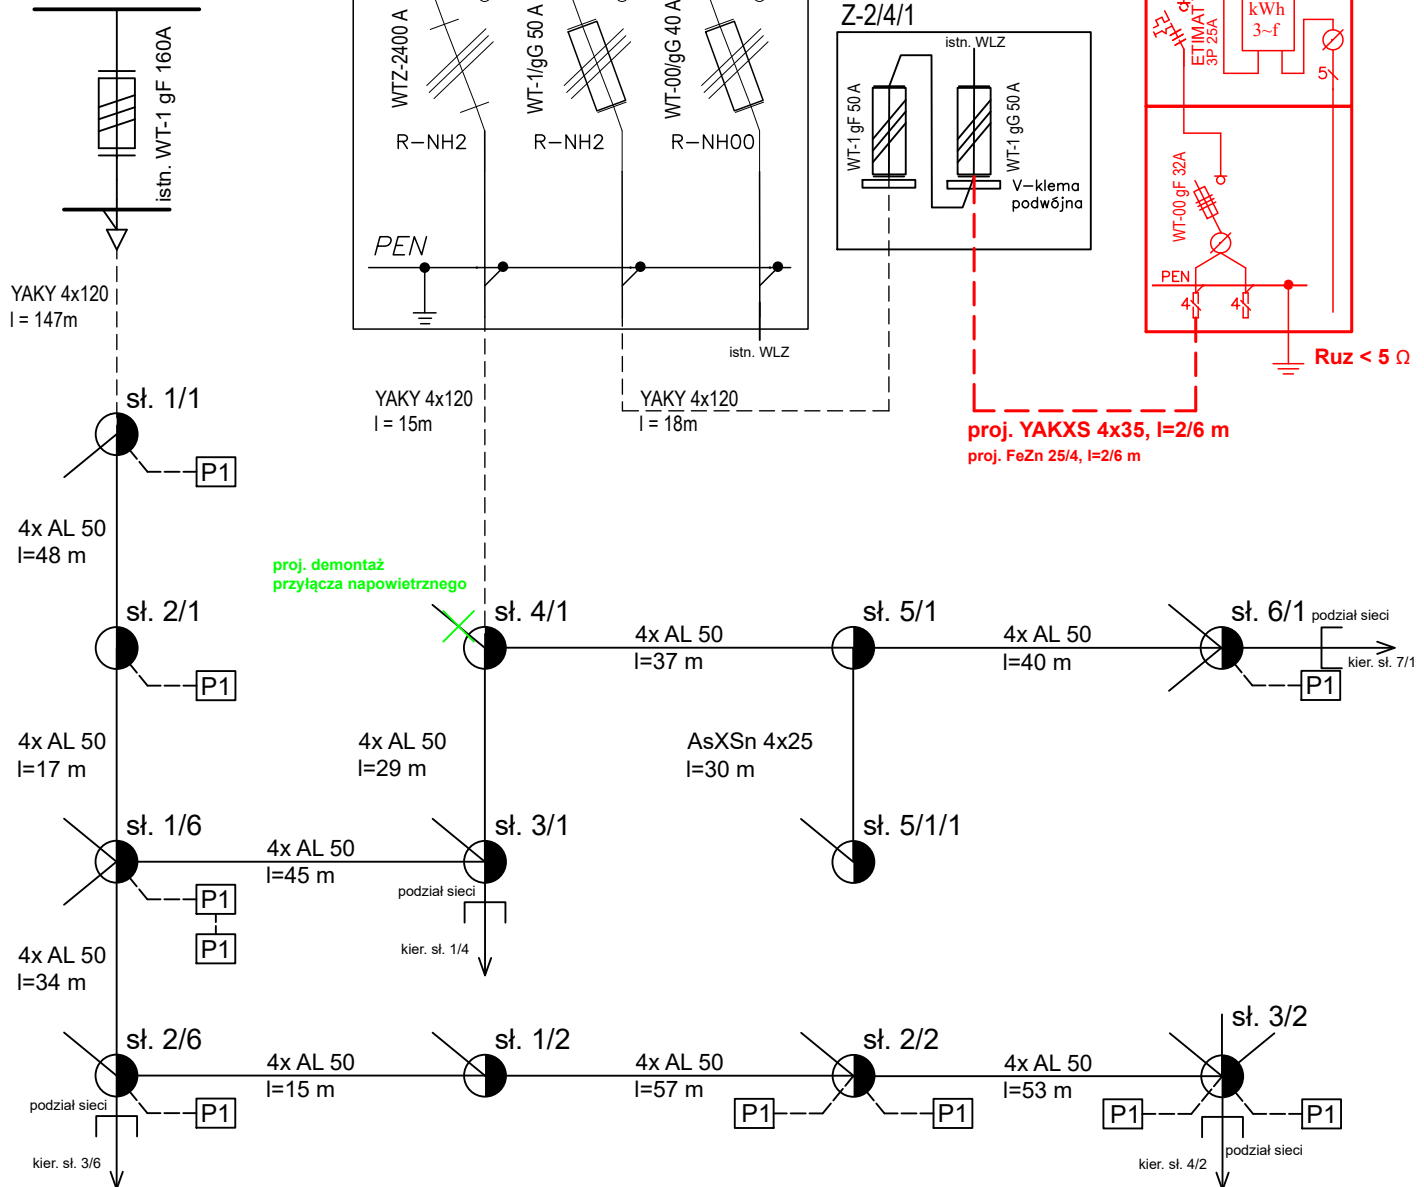 istn. WT-1 gF 160A
YAKY 4x120
l = 147m
WTZ-2400 A
WT-1/gG 50 A
WT-00/gG 40 A
R-NH2
R-NH2
R-NH00
PEN
istn. WLZ
Z-2/4/1
istn. WLZ
WT-1 gF 50 A
WT-1 gG 50 A
V-klema
podwójna
ETIMAT
3P 25A
kWh
3~f
5
WT-00 gF 32A
PEN
4
4
Ruz < 5 Ω
YAKY 4x120
l = 15m
YAKY 4x120
l = 18m
proj. YAKXS 4x35, l=2/6 m
proj. FeZn 25/4, l=2/6 m
sł. 1/1
P1
4x AL 50
l=48 m
proj. demontaż
przyłącza napowietrznego
sł. 2/1
P1
sł. 4/1
4x AL 50
l=37 m
sł. 5/1
4x AL 50
l=40 m
sł. 6/1
podział sieci
kier. sł. 7/1
P1
4x AL 50
l=17 m
4x AL 50
l=29 m
AsXSn 4x25
l=30 m
sł. 1/6
4x AL 50
l=45 m
sł. 3/1
sł. 5/1/1
P1
P1
podział sieci
kier. sł. 1/4
4x AL 50
l=34 m
sł. 2/6
4x AL 50
l=15 m
sł. 1/2
4x AL 50
l=57 m
sł. 2/2
4x AL 50
l=53 m
sł. 3/2
podział sieci
P1
P1
P1
P1
P1
kier. sł. 3/6
kier. sł. 4/2
podział sieci